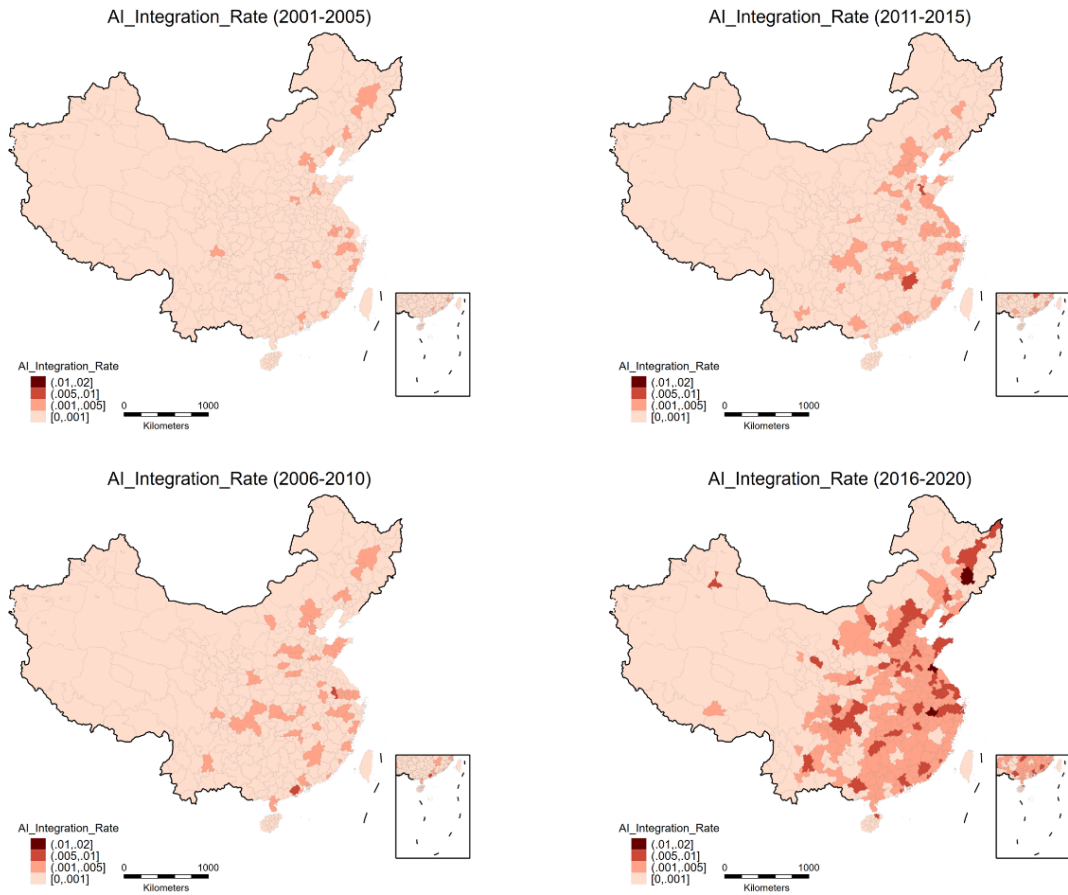 AI_Integration_Rate (2001-2005)
AI_Integration_Rate
(.01,.02]
(.005,.01]
(.001,.005]
[0,.001]
0 1000
Kilometers
AI_Integration_Rate (2011-2015)
AI_Integration_Rate
(.01,.02]
(.005,.01]
(.001,.005]
[0,.001]
0 1000
Kilometers
AI_Integration_Rate (2006-2010)
AI_Integration_Rate
(.01,.02]
(.005,.01]
(.001,.005]
[0,.001]
0 1000
Kilometers
AI_Integration_Rate (2016-2020)
AI_Integration_Rate
(.01,.02]
(.005,.01]
(.001,.005]
[0,.001]
0 1000
Kilometers